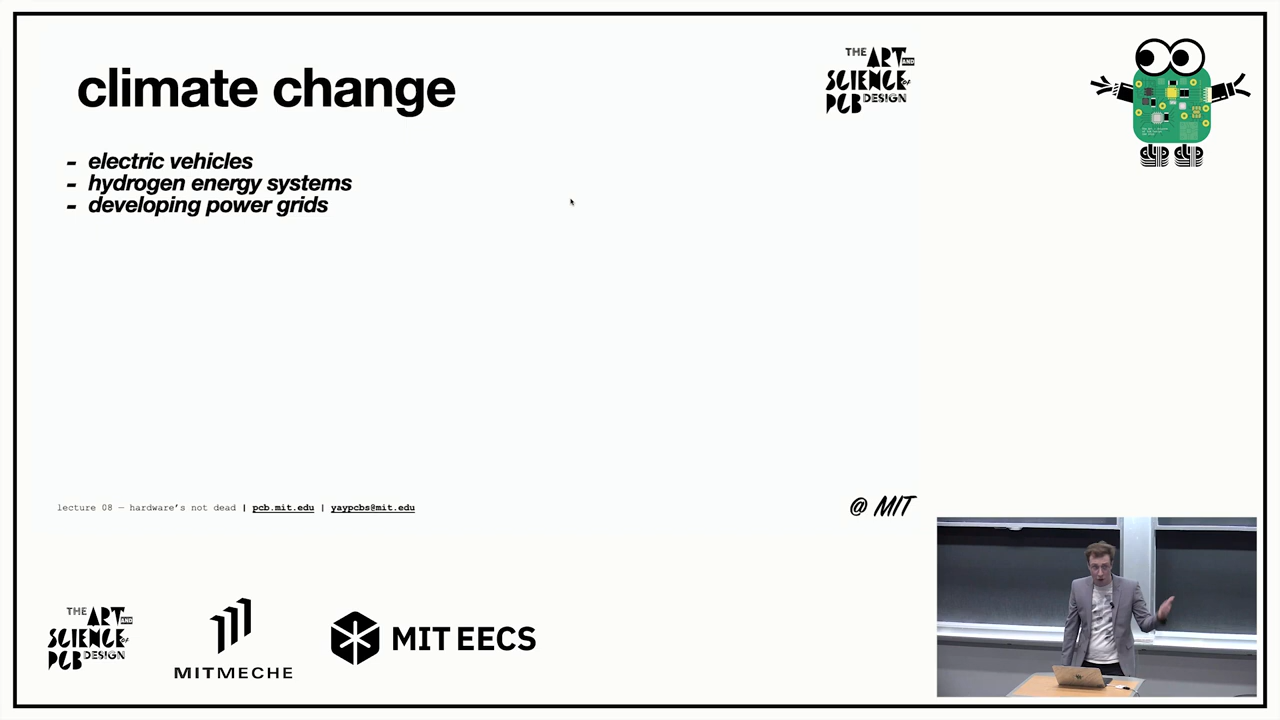 climate change
THE ART AND
SCIENCE of
PCB DESIGN
- electric vehicles
- hydrogen energy systems
- developing power grids
lecture 08 — hardware's not dead | pcb.mit.edu | yaypcbs@mit.edu
@ MIT
THE ART AND
SCIENCE of
PCB DESIGN
MITMECHE
MIT EECS